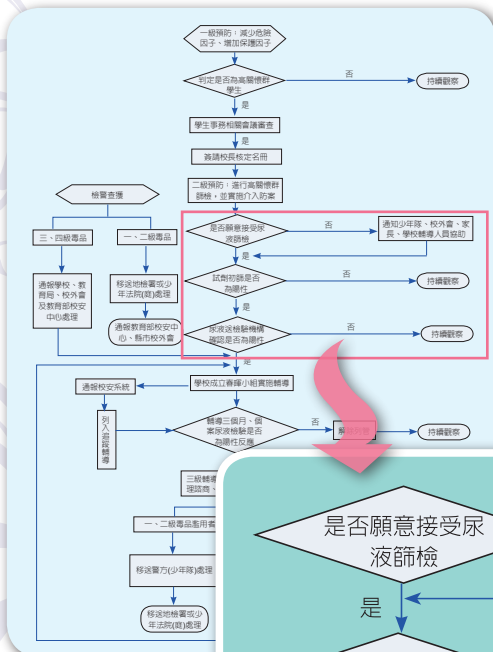 一級預防：減少危險
因子、增加保護因子
判定是否為高關懷群
學生
否
持續觀察
是
學生事務相關會議審查
是
簽請校長核定名冊
二級預防：進行高關懷群
篩檢，並實施介入方案
檢警查獲
三、四級毒品
一、二級毒品
是否願意接受尿
液篩檢
否
通知少年隊、校外會、家
長、學校輔導人員協助
是
試劑初篩是否
為陽性
否
持續觀察
是
通報學校、教
育局、校外會
及教育部校安
中心處理
移送地檢署或少
年法院(庭)處理
通報教育部校安中
心、縣市校外會
尿液送檢驗機構
確認是否為陽性
否
持續觀察
是
通報校安系統
學校成立春暉小組實施輔導
列入追蹤輔導
輔導三個月、個
案尿液檢驗是否
為陽性反應
否
持續觀察
三級輔導
理諮商、
一、二級毒品濫用者
移送警方(少年隊)處理
移送地檢署或少
年法院(庭)處理
是否願意接受尿
液篩檢
是